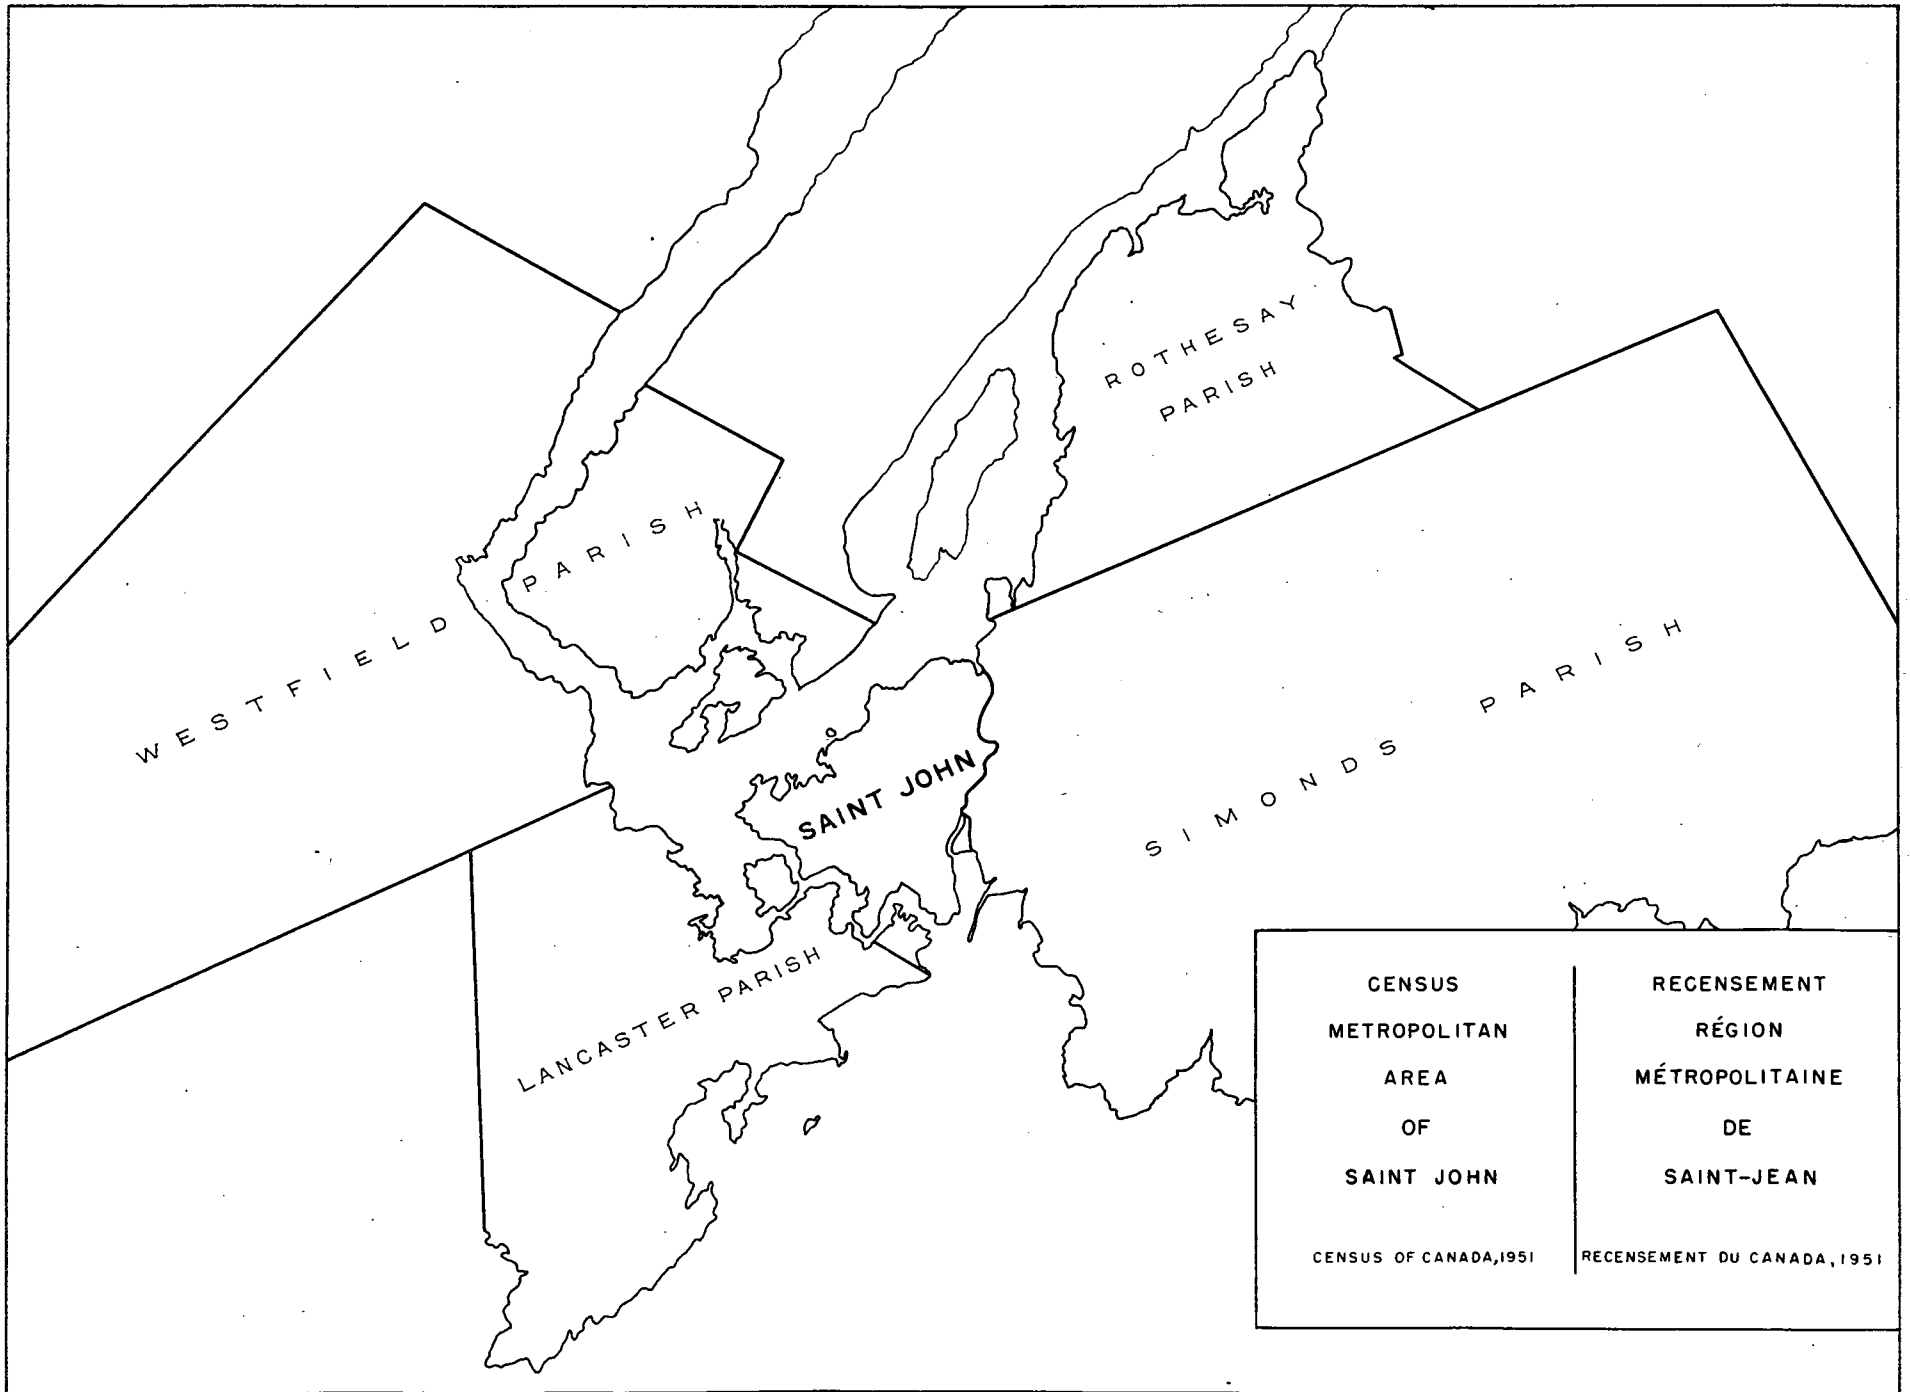 ROTHESAY
PARISH
WESTFIELD PARISH
SIMONDS PARISH
SAINT JOHN
LANCASTER PARISH
CENSUS
METROPOLITAN
AREA
OF
SAINT JOHN
CENSUS OF CANADA, 1951
RECENSEMENT
RÉGION
MÉTROPOLITAINE
DE
SAINT-JEAN
RECENSEMENT DU CANADA, 1951